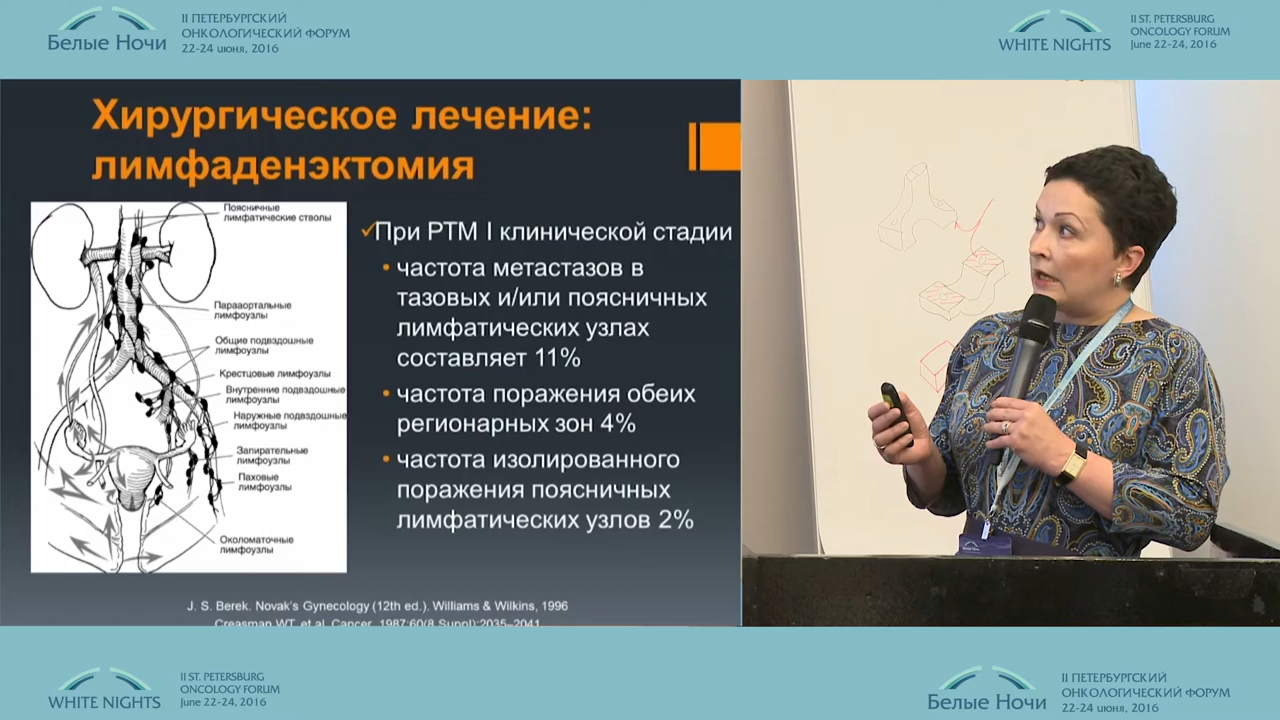 Белые Ночи
II ПЕТЕРБУРГСКИЙ
ОНКОЛОГИЧЕСКИЙ ФОРУМ
22-24 июня, 2016
WHITE NIGHTS
II ST. PETERSBURG
ONCOLOGY FORUM
June 22-24, 2016
Хирургическое лечение:
лимфаденэктомия
Поясничные
лимфатические стволы
Парааортальные
лимфоузлы
Общие подвздошные
лимфоузлы
Крестцовые лимфоузлы
Внутренние подвздошные
лимфоузлы
Наружные подвздошные
лимфоузлы
Запирательные
лимфоузлы
Паховые
лимфоузлы
Околоматочные
лимфоузлы
При РТМ I клинической стадии
частота метастазов в
тазовых и/или поясничных
лимфатических узлах
составляет 11%
частота поражения обеих
регионарных зон 4%
частота изолированного
поражения поясничных
лимфатических узлов 2%
J. S. Berek. Novak's Gynecology (12th ed.). Williams & Wilkins, 1996
Creasman WT, et al. Cancer. 1987;60(8 Suppl):2035–2041
WHITE NIGHTS
II ST. PETERSBURG
ONCOLOGY FORUM
June 22-24, 2016
Белые Ночи
II ПЕТЕРБУРГСКИЙ
ОНКОЛОГИЧЕСКИЙ ФОРУМ
22-24 июня, 2016